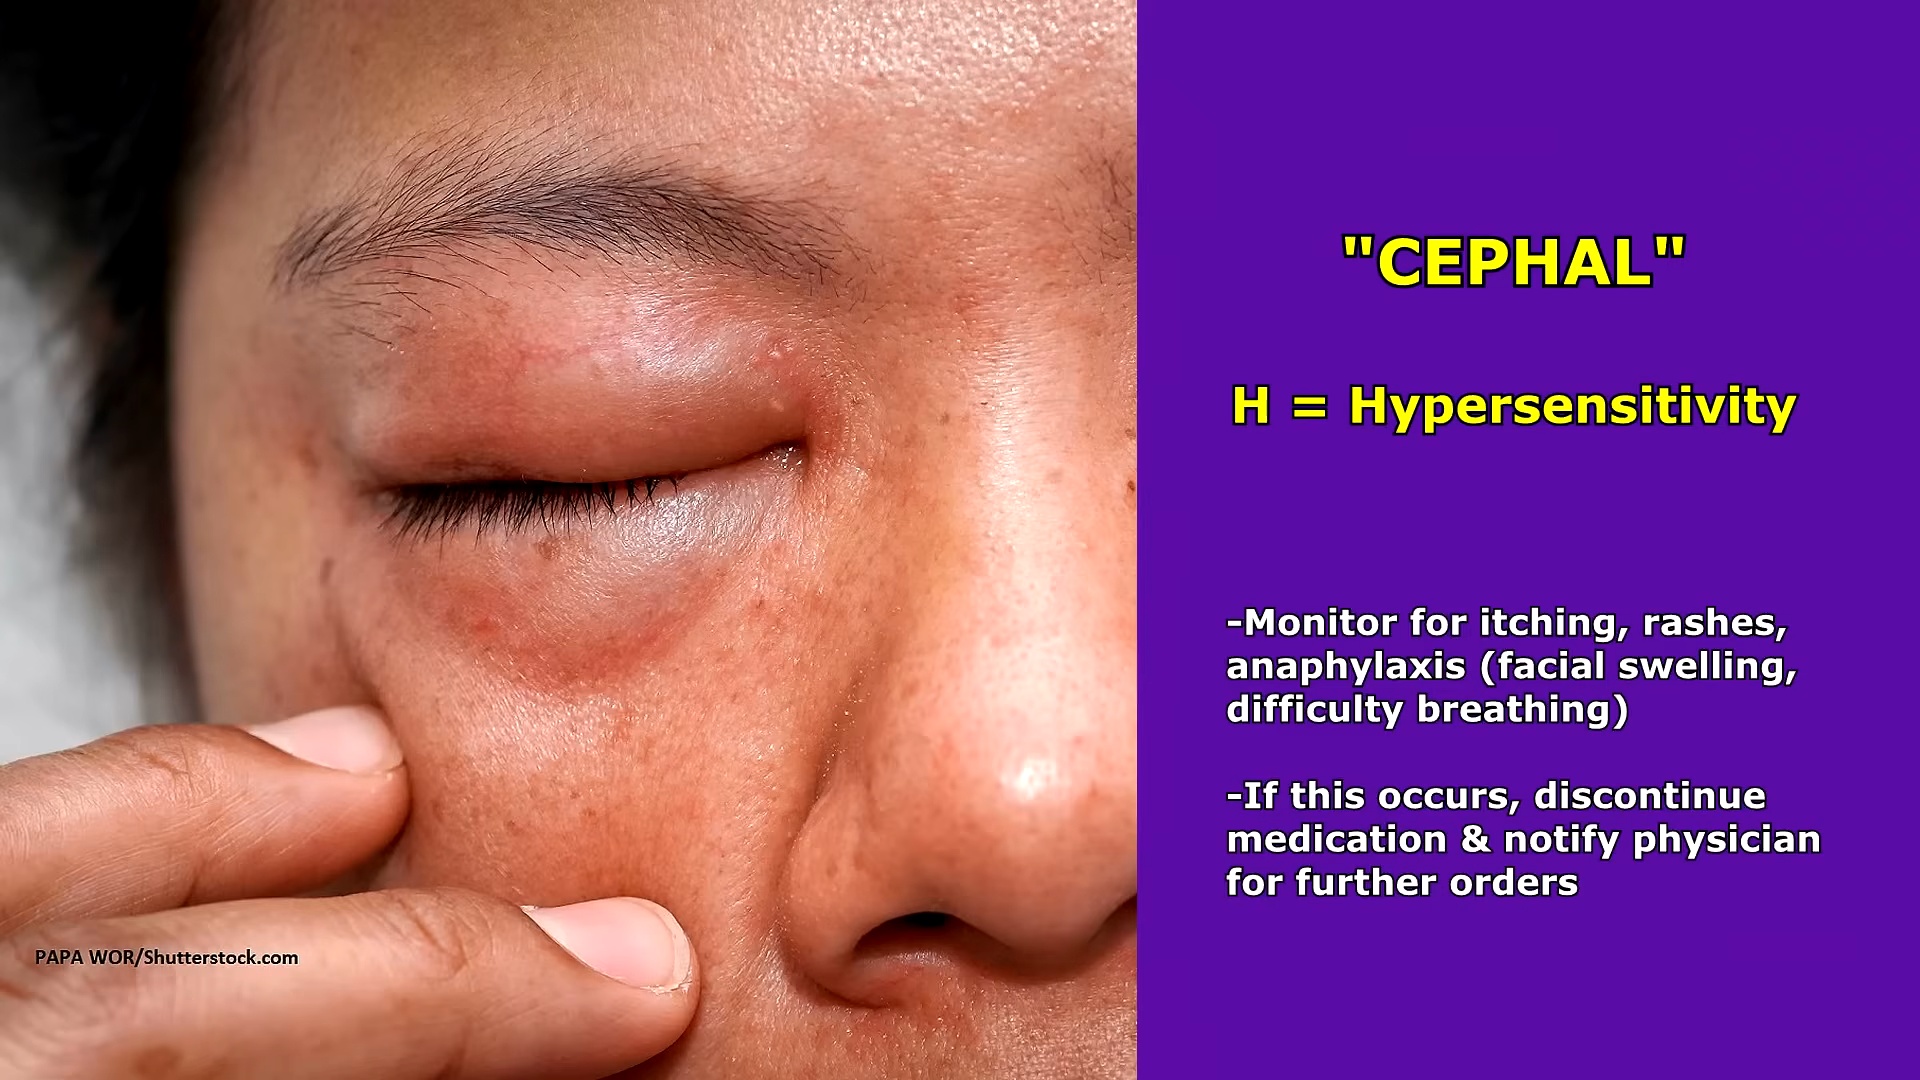 "CEPHAL"
H = Hypersensitivity
-Monitor for itching, rashes,
anaphylaxis (facial swelling,
difficulty breathing)
-If this occurs, discontinue
medication & notify physician
for further orders
PAPA WOR/Shutterstock.com